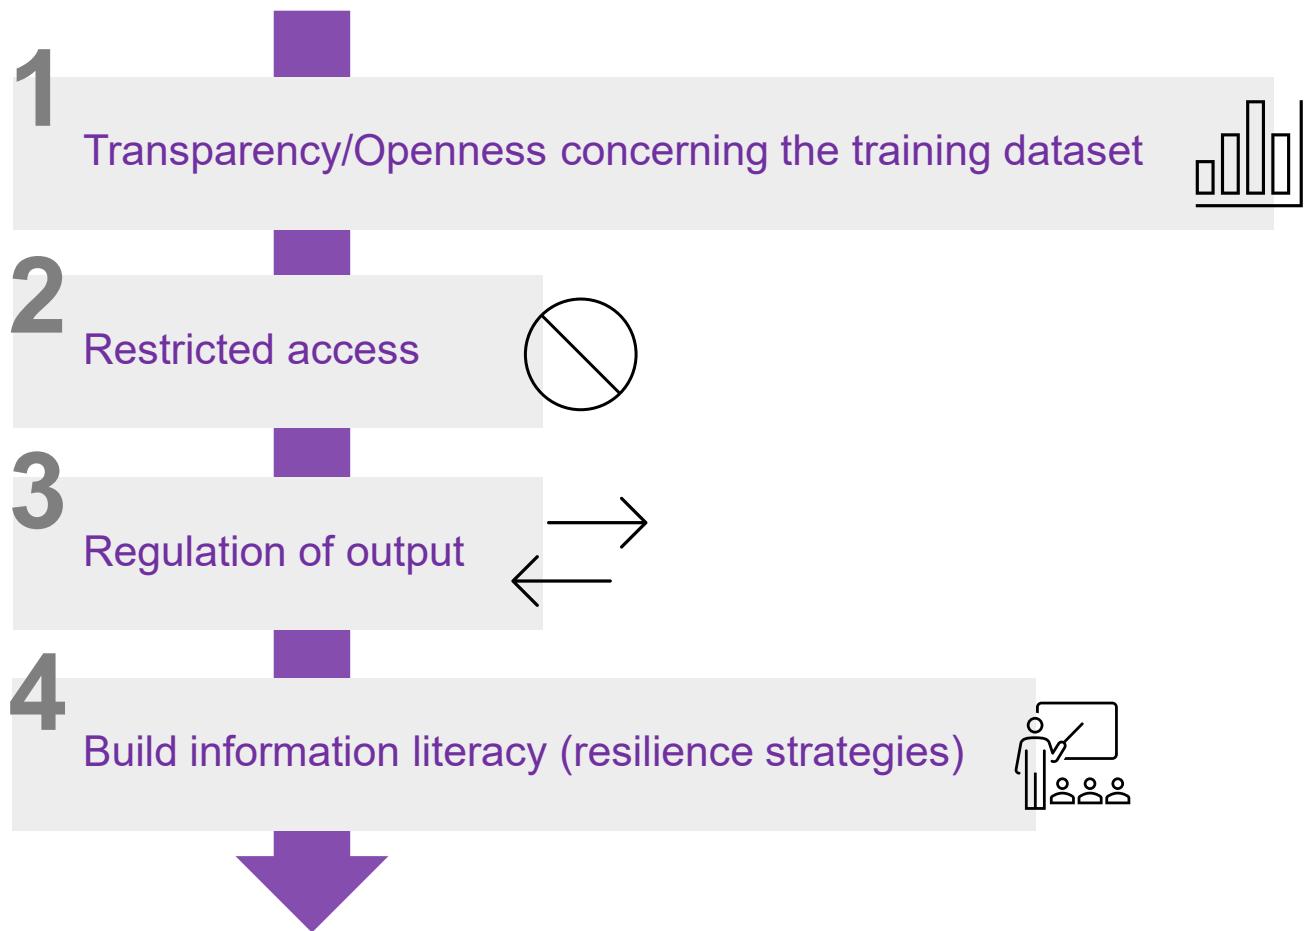 1
Transparency/Openness concerning the training dataset
2
Restricted access
3
Regulation of output
4
Build information literacy (resilience strategies)